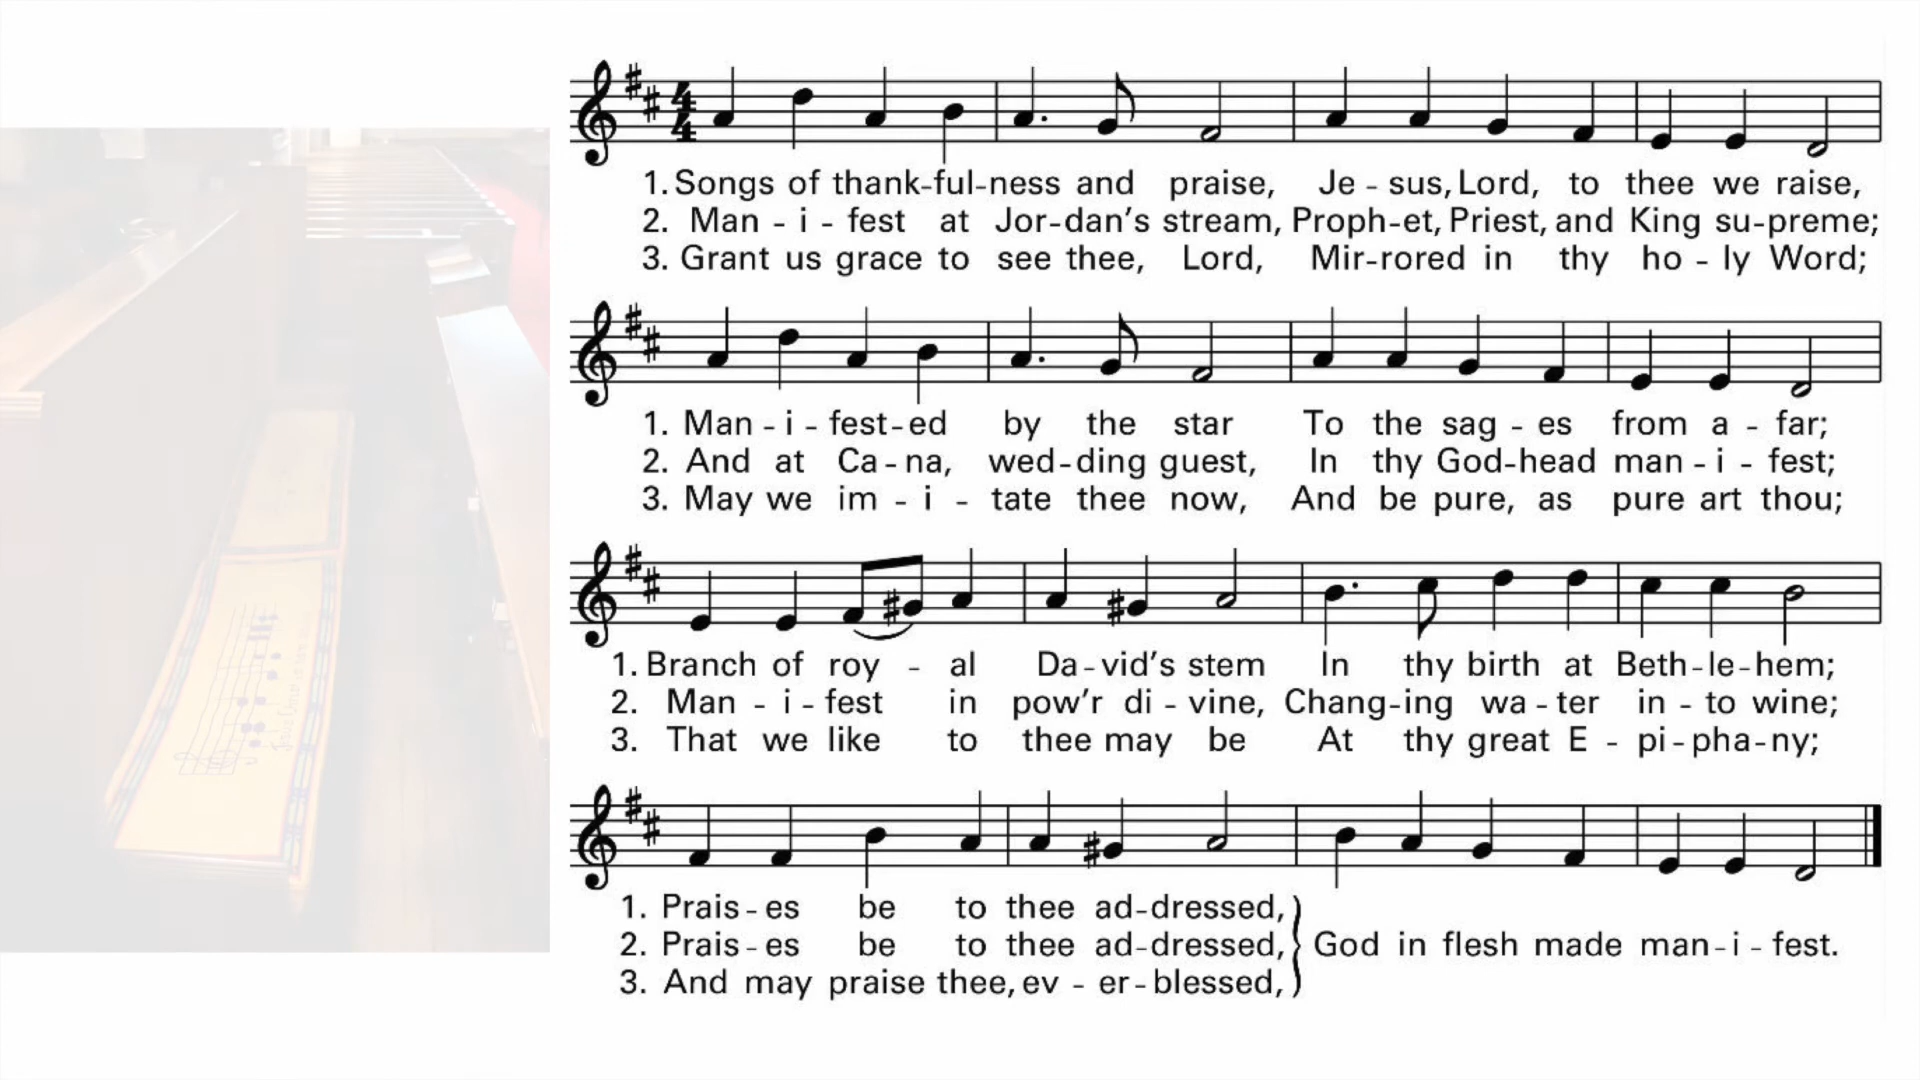 1. Songs of thank-ful-ness and praise, Je - sus, Lord, to thee we raise,
2. Man - i - fest at Jor-dan's stream, Proph-et, Priest, and King su-preme;
3. Grant us grace to see thee, Lord, Mir-rored in thy ho - ly Word;
1. Man - i - fest-ed by the star To the sag - es from a - far;
2. And at Ca-na, wed-ding guest, In thy God-head man - i - fest;
3. May we im - i - tate thee now, And be pure, as pure art thou;
1. Branch of roy - al Da-vid's stem In thy birth at Beth-le-hem;
2. Man - i - fest in pow'r di - vine, Chang-ing wa-ter in - to wine;
3. That we like to thee may be At thy great E - pi-pha-ny;
1. Prais-es be to thee ad-dressed,
2. Prais-es be to thee ad-dressed, God in flesh made man-i-fest.
3. And may praise thee, ev - er-blessed,